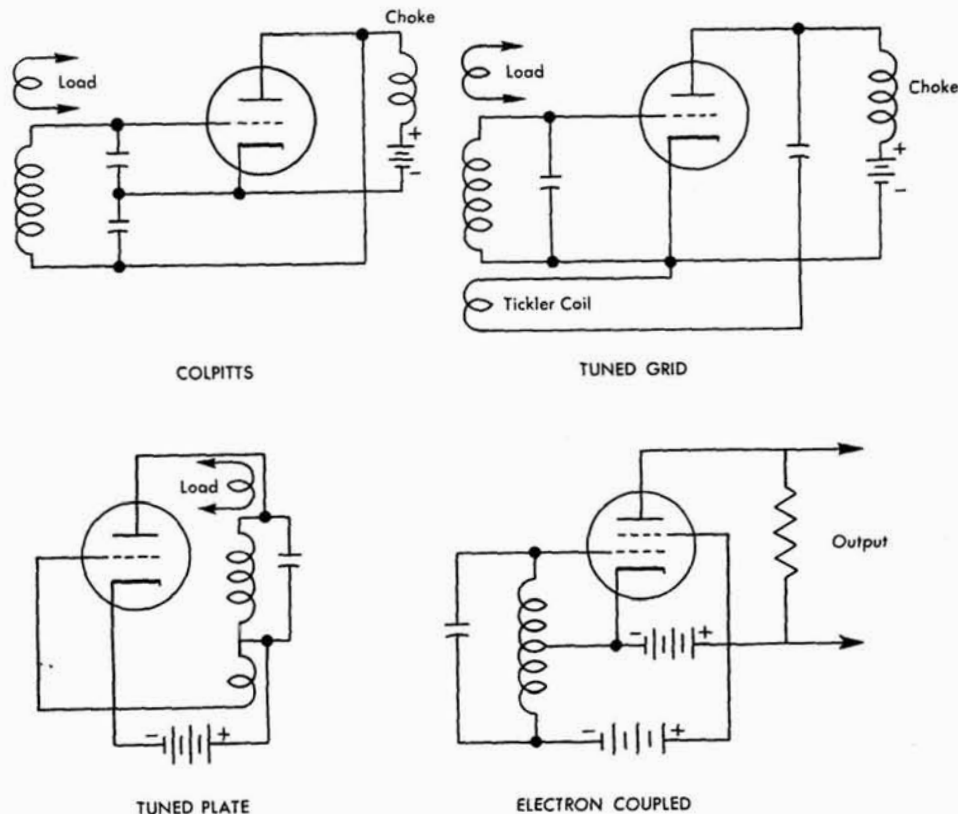 Choke
Load
+
-
COLPITTS
Load
Choke
+
-
Tickler Coil
TUNED GRID
Load
- +
TUNED PLATE
Output
- +
- +
ELECTRON COUPLED